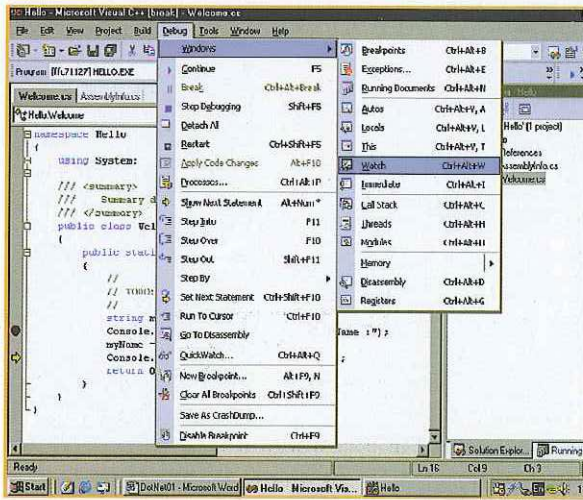 Hello - Microsoft Visual C++ [break] - Welcome.cs
File Edit View Project Build Debug Tools Window Help
Program [ffc71127] HELLO.EXE
Welcome.cs AssemblyInfo.cs
Hello.Welcome
namespace Hello
{
using System;
/// <summary>
/// Summary d
/// </summary>
public class Wel
{
public stati
{
//
// TODO:
//
string m
Console.
myName =
Console.
return 0
}
}
}
ame :");
;
Windows
Continue F5
Break Ctrl+Alt+Break
Stop Debugging Shift+F5
Detach All
Restart Ctrl+Shift+F5
Apply Code Changes Alt+F10
Processes... Ctrl+Alt+P
Show Next Statement Alt+Num *
Step Into F11
Step Over F10
Step Out Shift+F11
Step By
Set Next Statement Ctrl+Shift+F10
Run To Cursor Ctrl+F10
Go To Disassembly
QuickWatch... Ctrl+Alt+Q
New Breakpoint... Alt+F9, N
Clear All Breakpoints Ctrl+Shift+F9
Save As CrashDump...
Disable Breakpoint Ctrl+F9
Breakpoints Ctrl+Alt+B
Exceptions... Ctrl+Alt+E
Running Documents Ctrl+Alt+N
Autos Ctrl+Alt+V, A
Locals Ctrl+Alt+V, L
This Ctrl+Alt+V, T
Watch Ctrl+Alt+W
Immediate Ctrl+Alt+I
Call Stack Ctrl+Alt+C
Threads Ctrl+Alt+H
Modules Ctrl+Alt+U
Memory
Disassembly Ctrl+Alt+D
Registers Ctrl+Alt+G
- Hello
Hello' (1 project)
o
References
AssemblyInfo.cs
Welcome.cs
Solution Explor... Running
Ready Ln 16 Col 9 Ch 3
Start DotNet01 - Microsoft Word Hello - Microsoft Vis... Hello